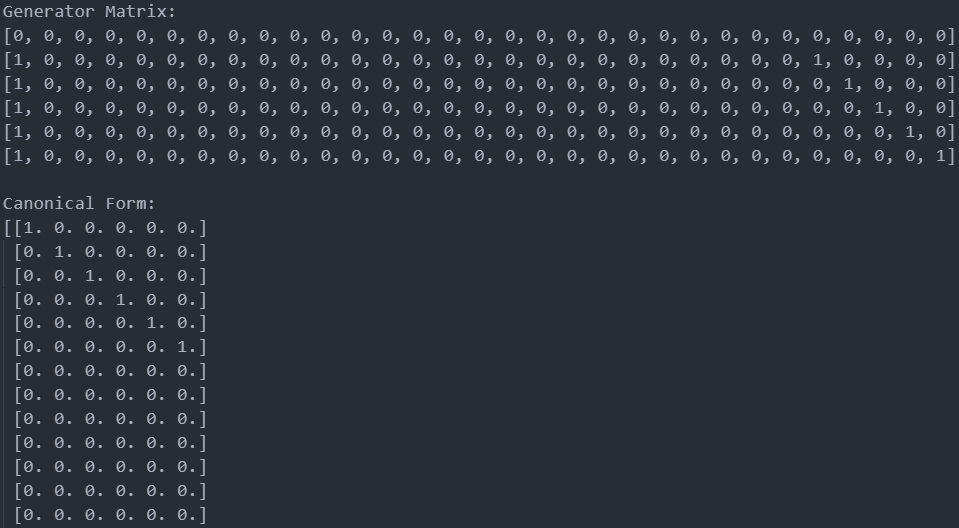 Generator Matrix:
[0, 0, 0, 0, 0, 0, 0, 0, 0, 0, 0, 0, 0, 0, 0, 0, 0, 0, 0, 0, 0, 0, 0, 0, 0, 0, 0, 0, 0, 0, 0]
[1, 0, 0, 0, 0, 0, 0, 0, 0, 0, 0, 0, 0, 0, 0, 0, 0, 0, 0, 0, 0, 0, 0, 0, 0, 0, 1, 0, 0, 0, 0]
[1, 0, 0, 0, 0, 0, 0, 0, 0, 0, 0, 0, 0, 0, 0, 0, 0, 0, 0, 0, 0, 0, 0, 0, 0, 0, 0, 1, 0, 0, 0]
[1, 0, 0, 0, 0, 0, 0, 0, 0, 0, 0, 0, 0, 0, 0, 0, 0, 0, 0, 0, 0, 0, 0, 0, 0, 0, 0, 0, 1, 0, 0]
[1, 0, 0, 0, 0, 0, 0, 0, 0, 0, 0, 0, 0, 0, 0, 0, 0, 0, 0, 0, 0, 0, 0, 0, 0, 0, 0, 0, 0, 1, 0]
[1, 0, 0, 0, 0, 0, 0, 0, 0, 0, 0, 0, 0, 0, 0, 0, 0, 0, 0, 0, 0, 0, 0, 0, 0, 0, 0, 0, 0, 0, 1]
Canonical Form:
[[1. 0. 0. 0. 0. 0.]
[0. 1. 0. 0. 0. 0.]
[0. 0. 1. 0. 0. 0.]
[0. 0. 0. 1. 0. 0.]
[0. 0. 0. 0. 1. 0.]
[0. 0. 0. 0. 0. 1.]
[0. 0. 0. 0. 0. 0.]
[0. 0. 0. 0. 0. 0.]
[0. 0. 0. 0. 0. 0.]
[0. 0. 0. 0. 0. 0.]
[0. 0. 0. 0. 0. 0.]
[0. 0. 0. 0. 0. 0.]
[0. 0. 0. 0. 0. 0.]